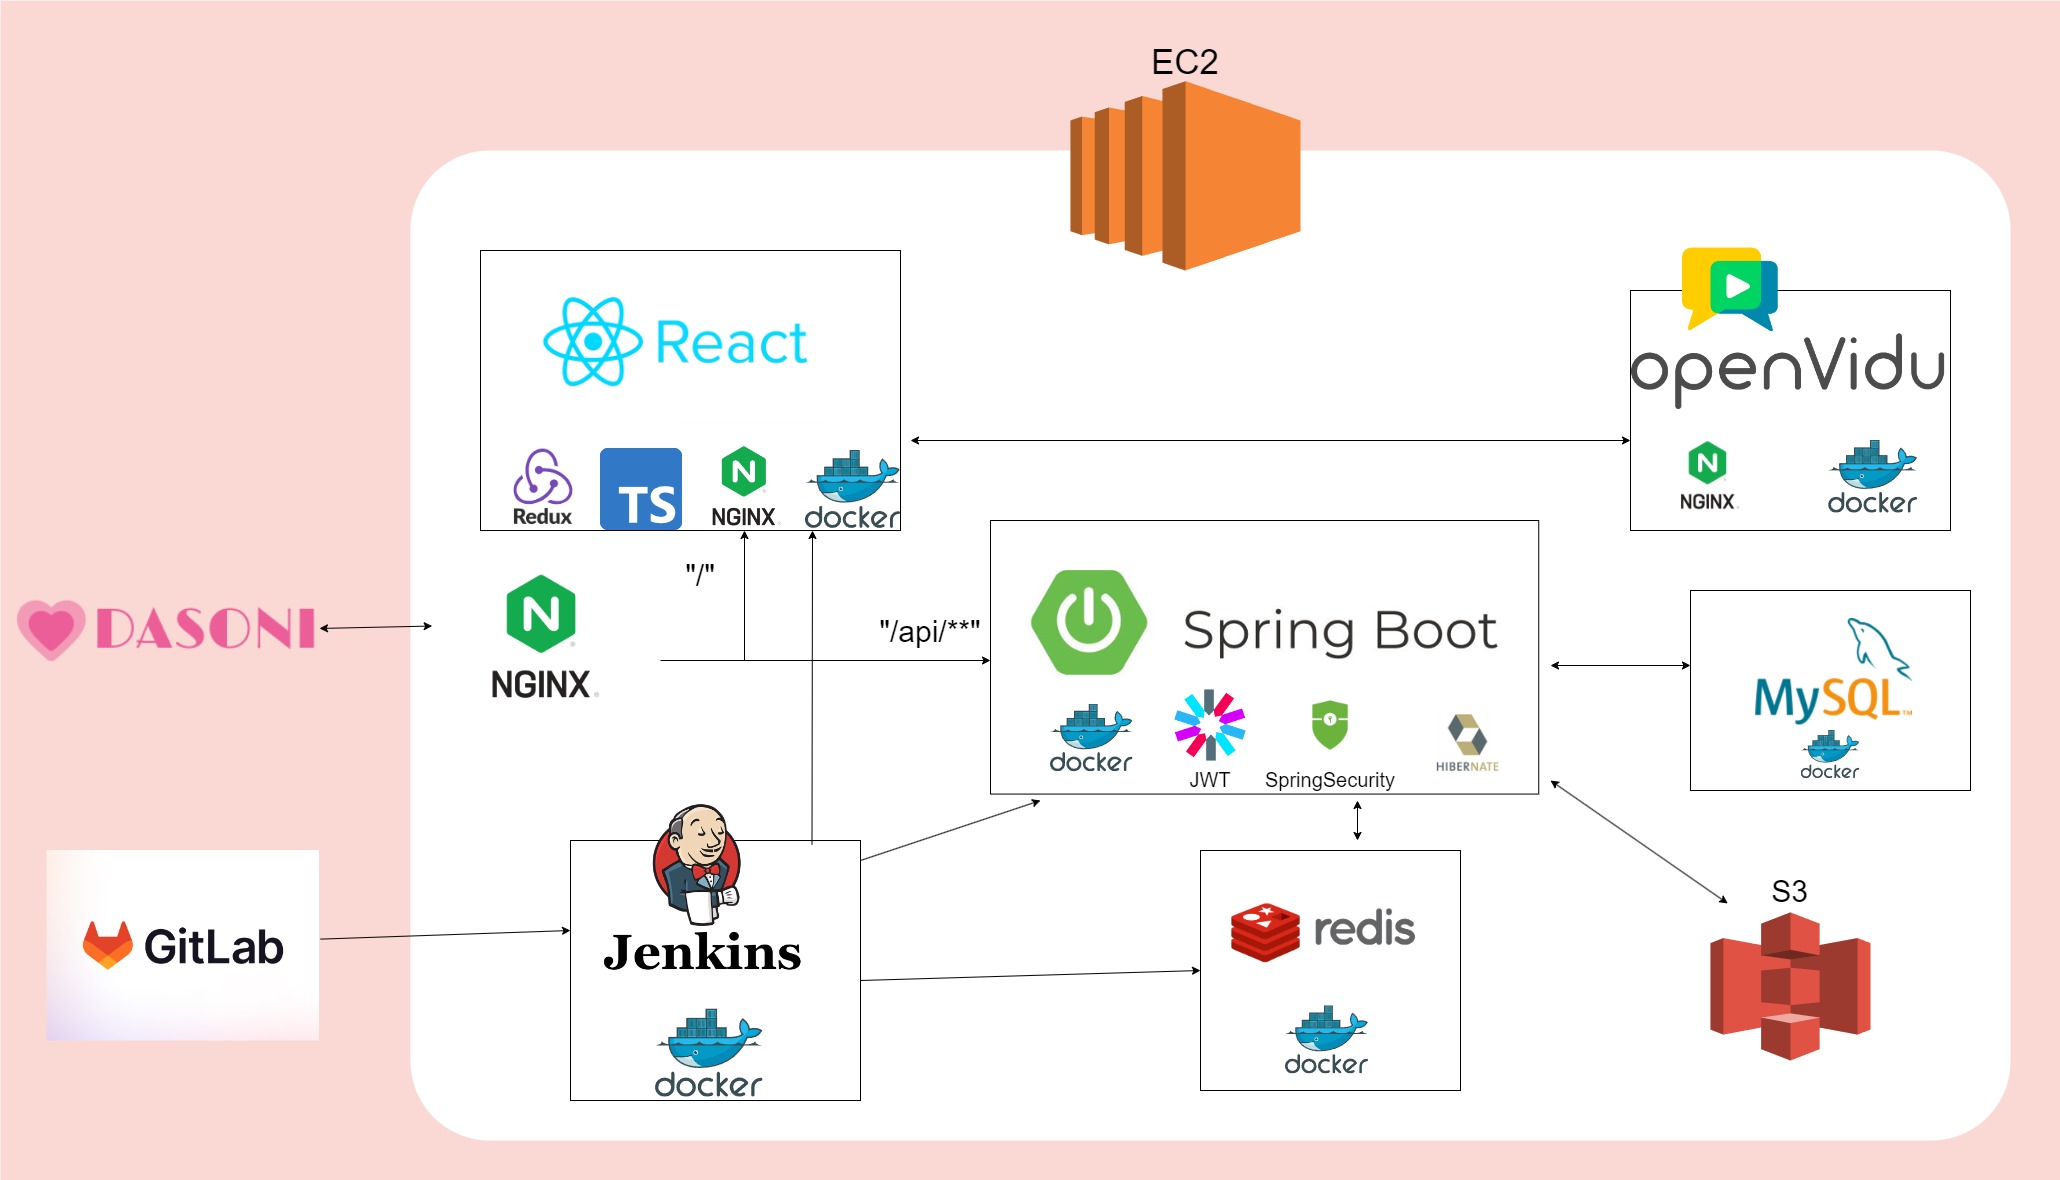 EC2
React
Redux
TS
NGINX
docker
openVidu
NGINX
docker
"/"
DASONI
NGINX
"/api/**"
Spring Boot
docker
JWT
SpringSecurity
HIBERNATE
MySQL™
docker
GitLab
Jenkins
docker
redis
docker
S3